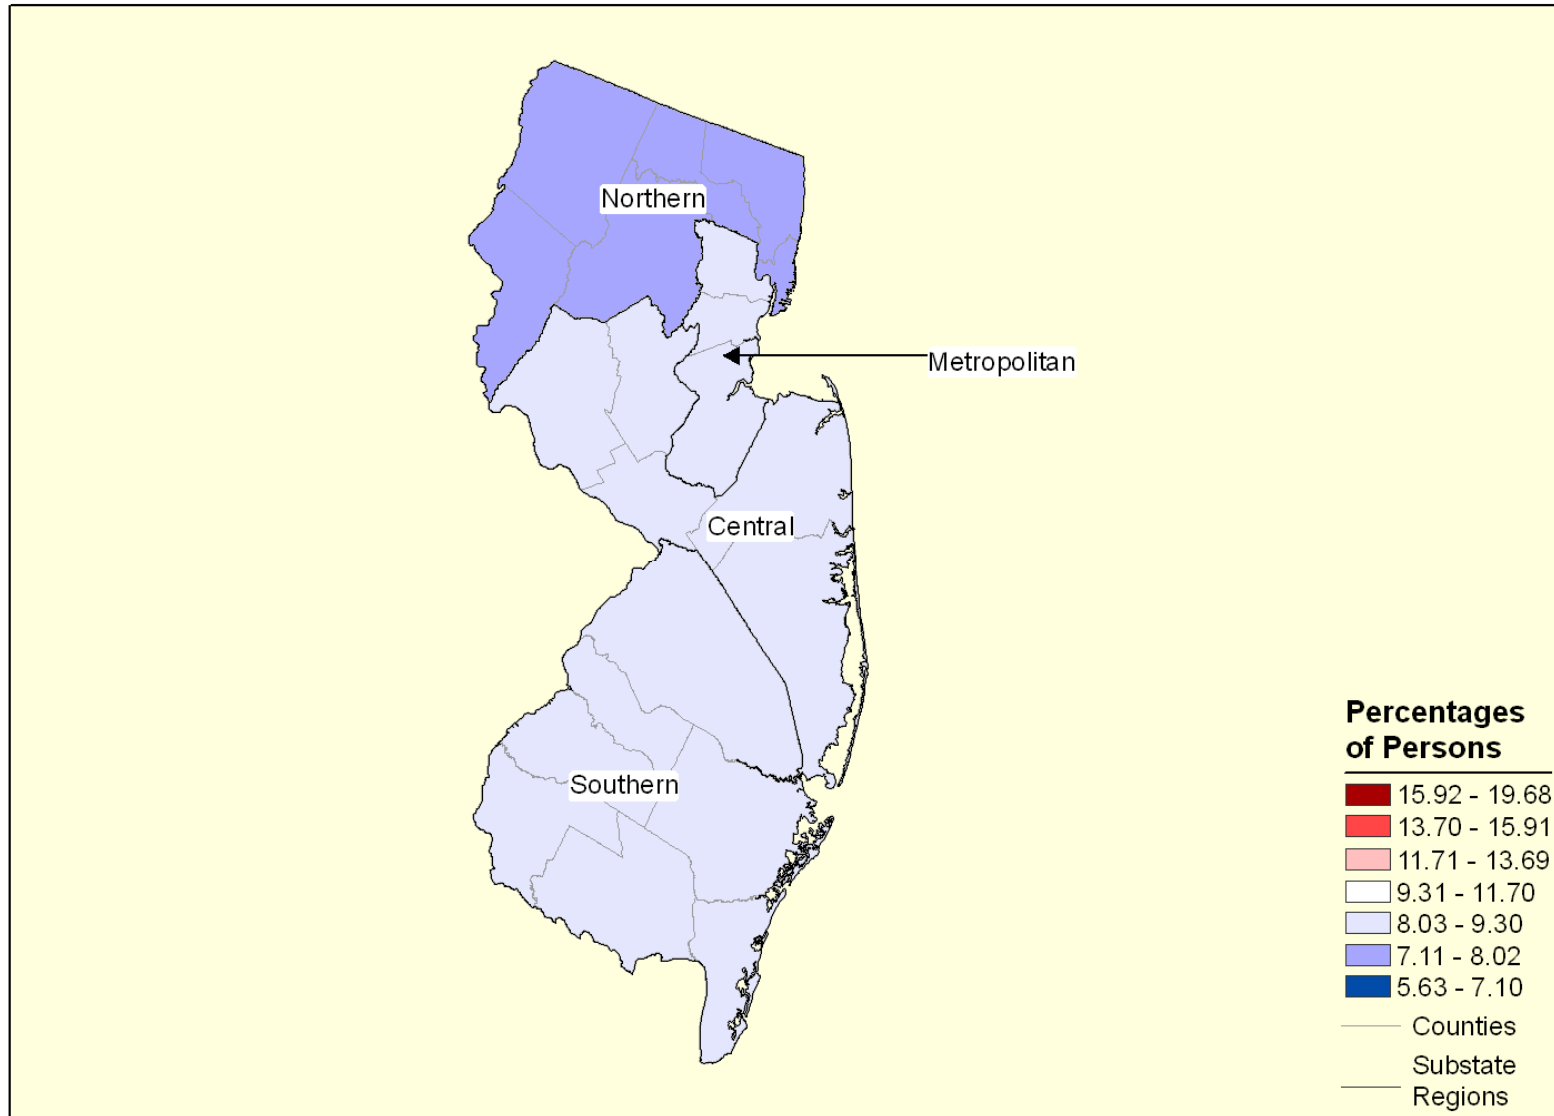 Northern
Metropolitan
Central
Southern
Percentages
of Persons
15.92 - 19.68
13.70 - 15.91
11.71 - 13.69
9.31 - 11.70
8.03 - 9.30
7.11 - 8.02
5.63 - 7.10
Counties
Substate
Regions